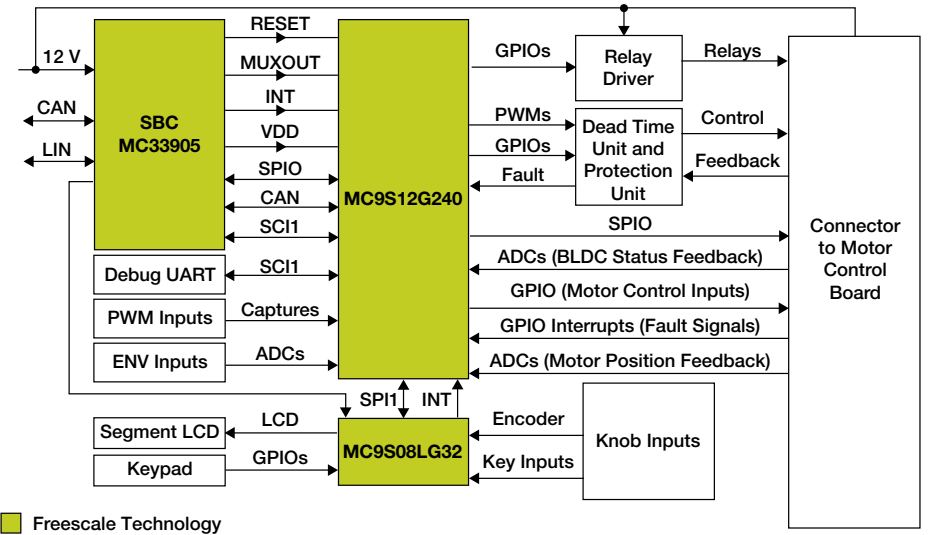 12 V
CAN
LIN
SBC
MC33905
RESET
MUXOUT
INT
VDD
SPIO
CAN
SCI1
MC9S12G240
GPIOs
Relay
Driver
Relays
PWMs
GPIOs
Fault
Dead Time
Unit and
Protection
Unit
Control
Feedback
SPIO
ADCs (BLDC Status Feedback)
GPIO (Motor Control Inputs)
GPIO Interrupts (Fault Signals)
ADCs (Motor Position Feedback)
Connector
to Motor
Control
Board
Debug UART
SCI1
PWM Inputs
Captures
ENV Inputs
ADCs
SPI1
INT
Segment LCD
LCD
Keypad
GPIOs
MC9S08LG32
Encoder
Key Inputs
Knob Inputs
Freescale Technology